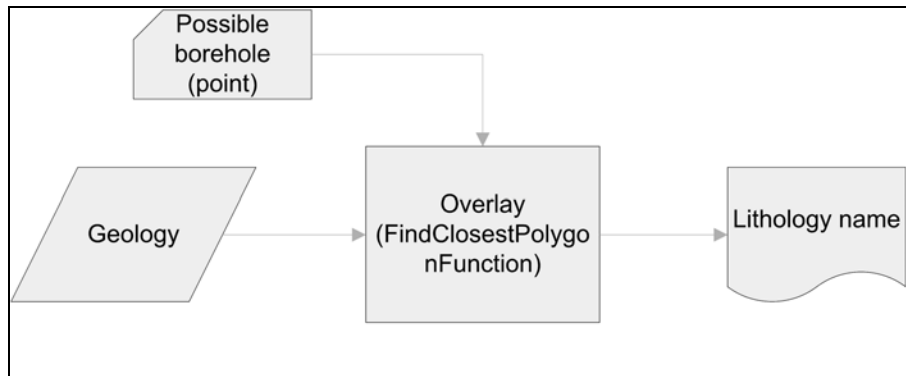 Possible
borehole
(point)
Geology
Overlay
(FindClosestPolygo
nFunction)
Lithology name